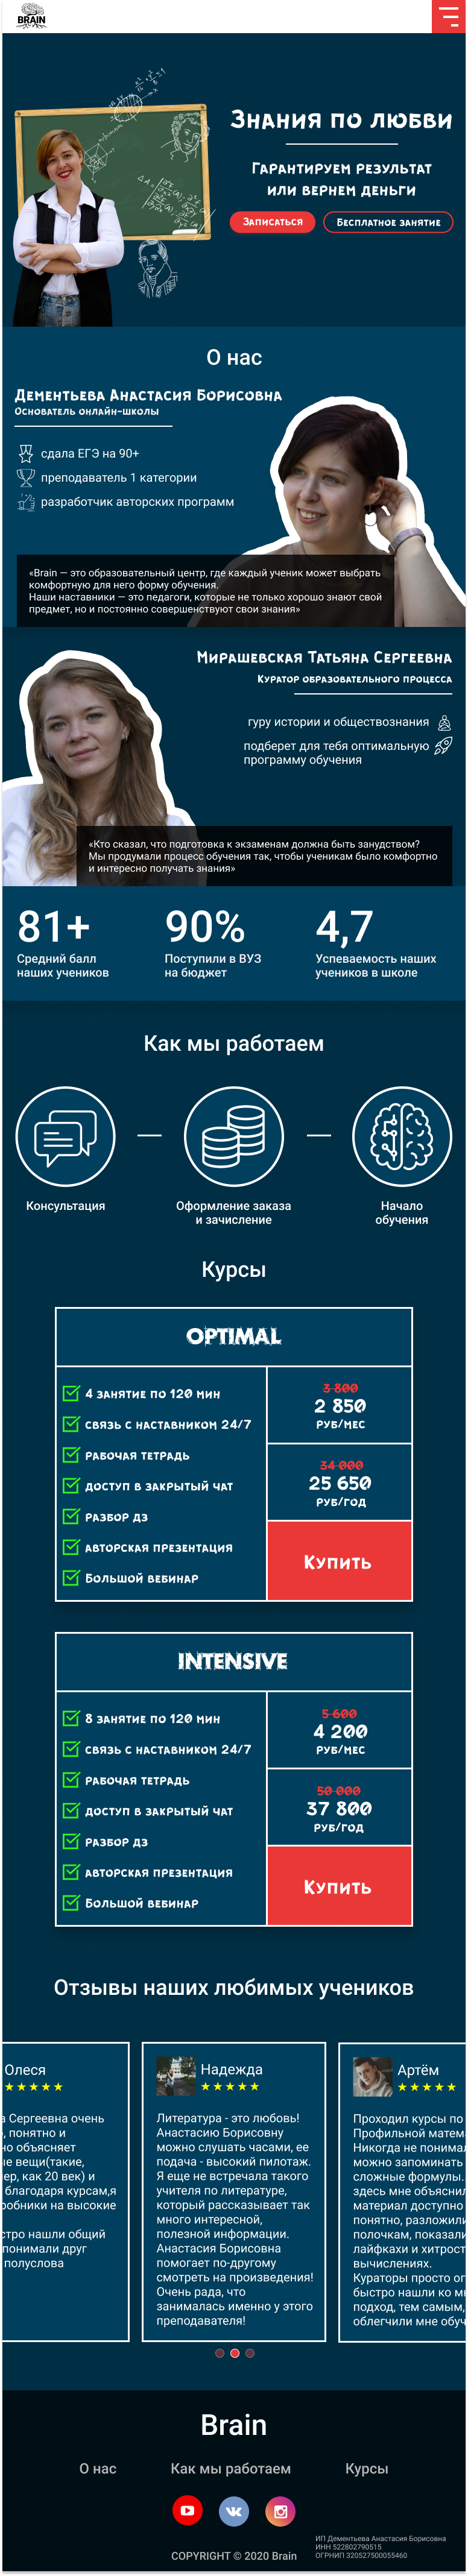 BRAIN
Знания по любви
Гарантируем результат
или вернем деньги
Записаться
Бесплатное занятие
О нас
Дементьева Анастасия Борисовна
Основатель онлайн-школы
сдала ЕГЭ на 90+
преподаватель 1 категории
разработчик авторских программ
«Brain — это образовательный центр, где каждый ученик может выбрать
комфортную для него форму обучения.
Наши наставники — это педагоги, которые не только хорошо знают свой
предмет, но и постоянно совершенствуют свои знания»
Мирашевская Татьяна Сергеевна
Куратор образовательного процесса
гуру истории и обществознания
подберет для тебя оптимальную
программу обучения
«Кто сказал, что подготовка к экзаменам должна быть занудством?
Мы продумали процесс обучения так, чтобы ученикам было комфортно
и интересно получать знания»
81+
Средний балл
наших учеников
90%
Поступили в ВУЗ
на бюджет
4,7
Успеваемость наших
учеников в школе
Как мы работаем
Консультация
Оформление заказа
и зачисление
Начало
обучения
Курсы
OPTIMAL
4 занятие по 120 мин
связь с наставником 24/7
рабочая тетрадь
доступ в закрытый чат
разбор дз
авторская презентация
Большой вебинар
3 800
2 850
руб/мес
34 000
25 650
руб/год
Купить
INTENSIVE
8 занятие по 120 мин
связь с наставником 24/7
рабочая тетрадь
доступ в закрытый чат
разбор дз
авторская презентация
Большой вебинар
5 600
4 200
руб/мес
50 000
37 800
руб/год
Купить
Отзывы наших любимых учеников
Олеся
а Сергеевна очень
, понятно и
но объясняет
ые вещи(такие,
ер, как 20 век) и
благодаря курсам,я
робники на высокие
стро нашли общий
понимали друг
полуслова
Надежда
Литература - это любовь!
Анастасию Борисовну
можно слушать часами, ее
подача - высокий пилотаж.
Я еще не встречала такого
учителя по литературе,
который рассказывает так
много интересной,
полезной информации.
Анастасия Борисовна
помогает по-другому
смотреть на произведения!
Очень рада, что
занималась именно у этого
преподавателя!
Артём
Проходил курсы по
Профильной матем
Никогда не понимал
можно запоминать
сложные формулы.
здесь мне объяснил
материал доступно
понятно, разложили
полочкам, показали
лайфхаки и хитрост
вычислениях.
Кураторы просто ог
быстро нашли ко м
подход, тем самым,
облегчили мне обуч
Brain
О нас
Как мы работаем
Курсы
COPYRIGHT © 2020 Brain
ИП Дементьева Анастасия Борисовна
ИНН 522802790515
ОГРНИП 320527500055460